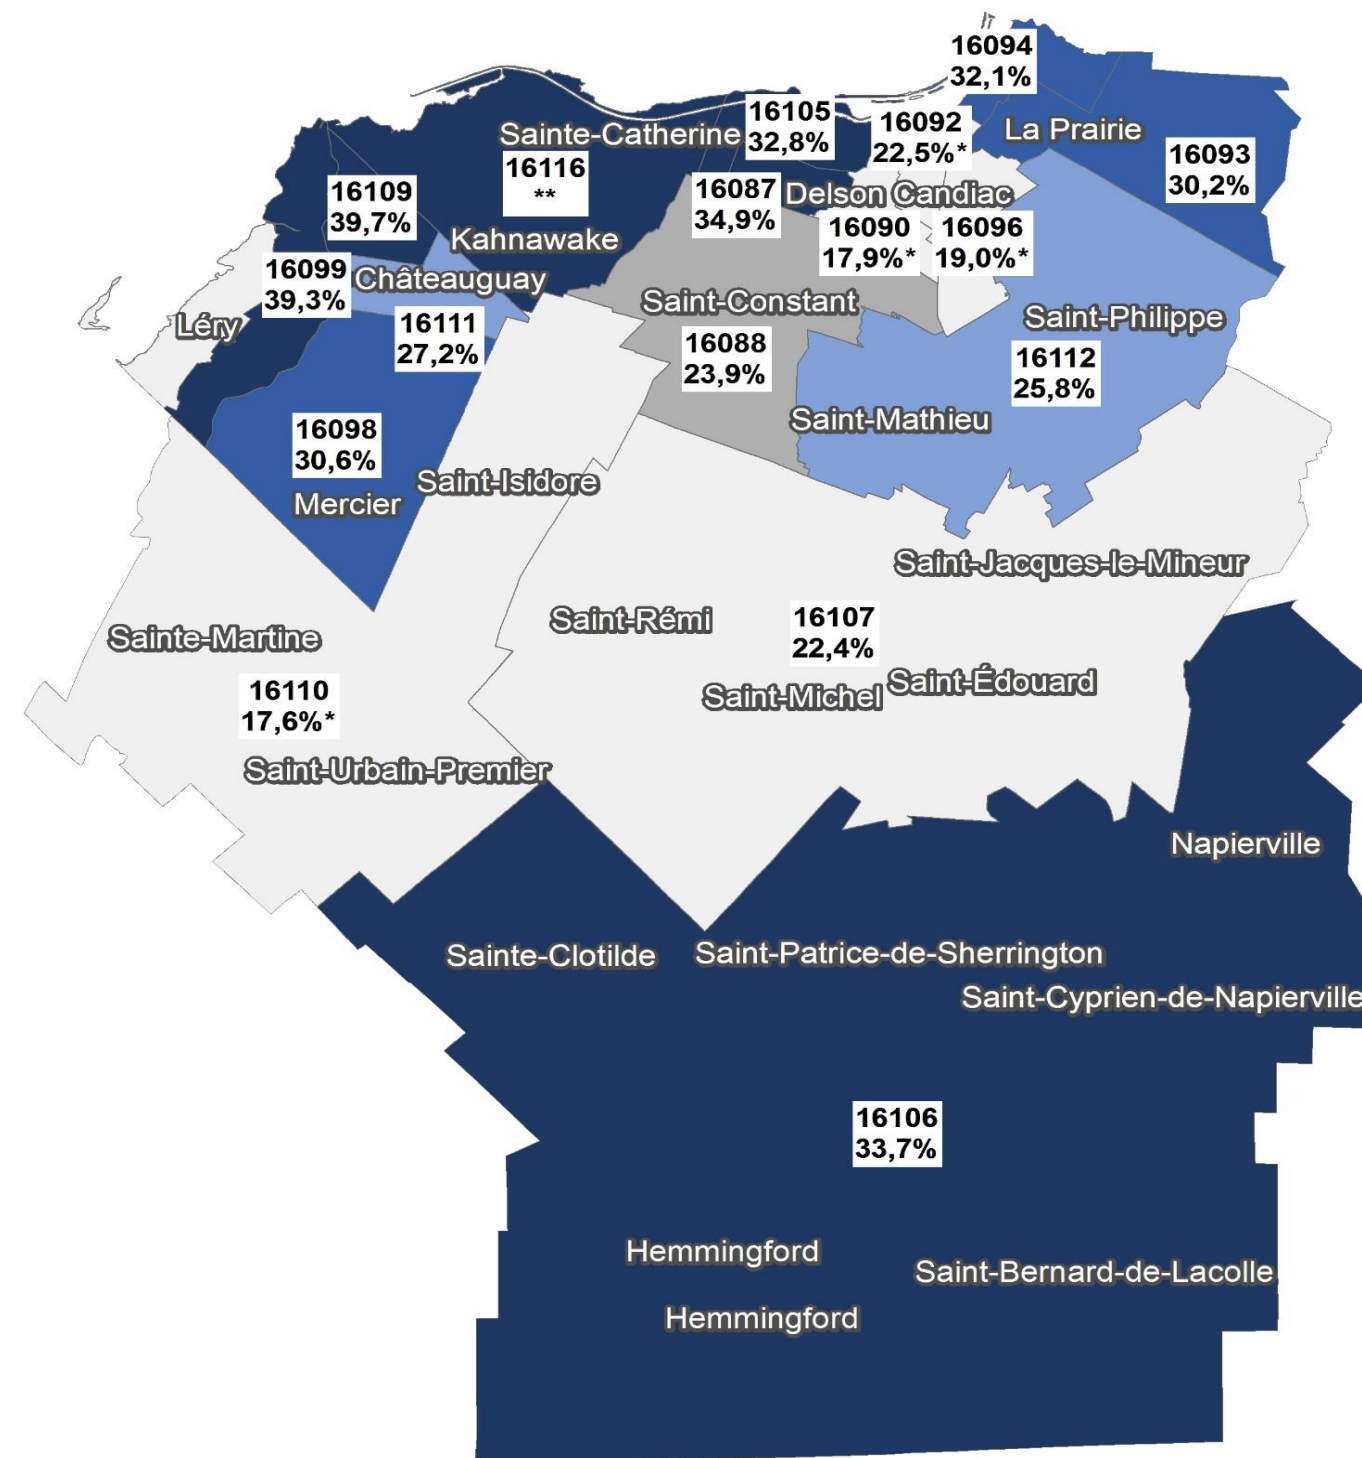 16094
32,1%
16105
32,8%
16092
22,5%*
La Prairie
Sainte-Catherine
16116
**
16093
30,2%
16109
39,7%
16087
34,9%
Delson
Candiac
Kahnawake
16090
17,9%*
16096
19,0%*
16099
39,3%
Châteauguay
Saint-Constant
Léry
16111
27,2%
Saint-Philippe
16088
23,9%
16112
25,8%
Saint-Mathieu
16098
30,6%
Mercier
Saint-Isidore
Saint-Jacques-le-Mineur
Saint-Rémi
16107
22,4%
Sainte-Martine
16110
17,6%*
Saint-Michel
Saint-Édouard
Saint-Urbain-Premier
Napierville
Sainte-Clotilde
Saint-Patrice-de-Sherrington
Saint-Cyprien-de-Napierville
16106
33,7%
Hemmingford
Saint-Bernard-de-Lacolle
Hemmingford